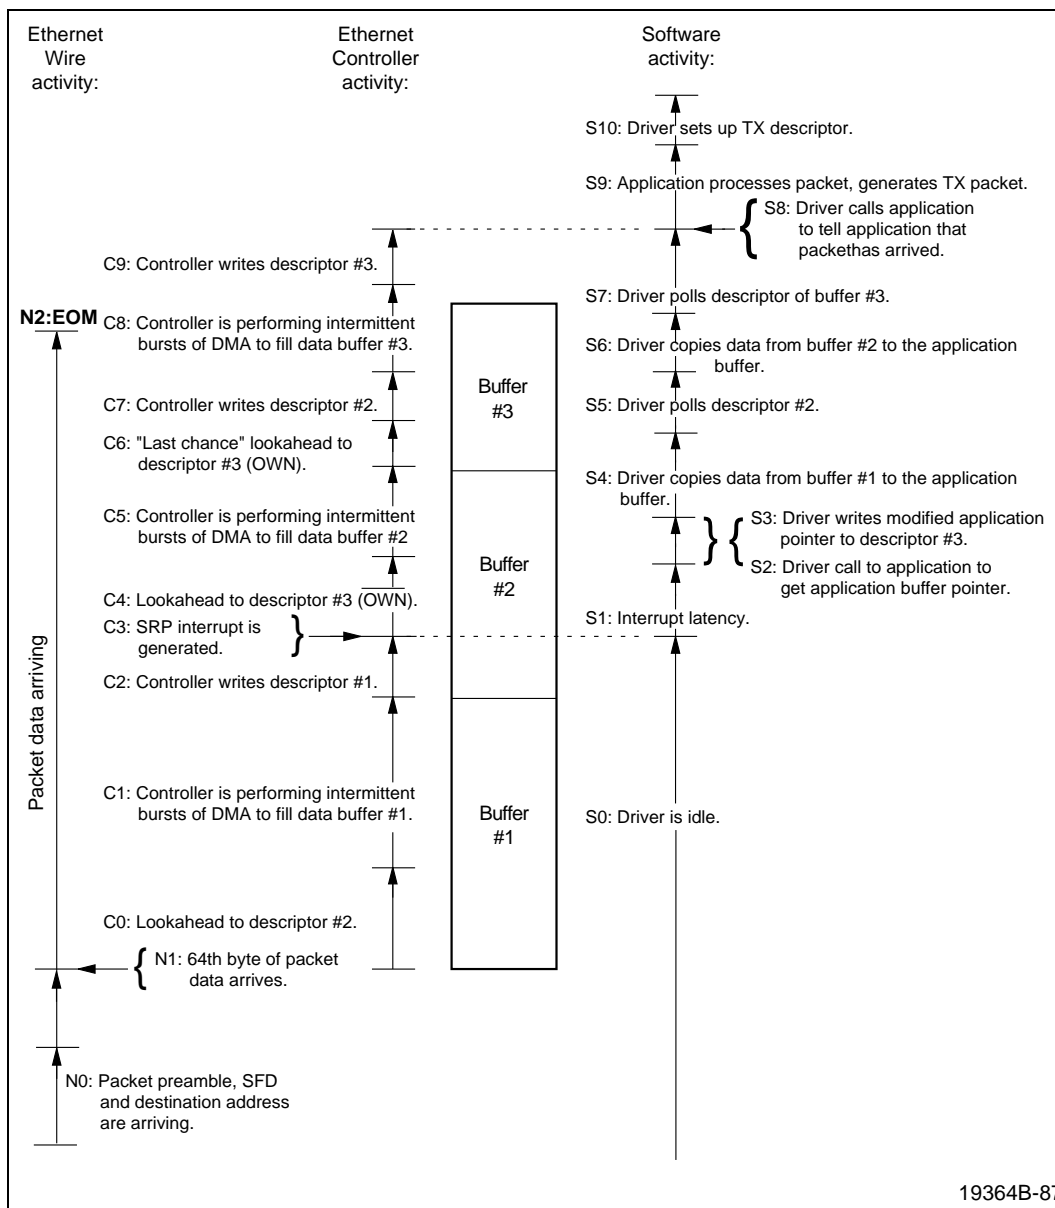 Ethernet
Wire
activity:
Ethernet
Controller
activity:
Software
activity:
S10: Driver sets up TX descriptor.
S9: Application processes packet, generates TX packet.
S8: Driver calls application
to tell application that
packethas arrived.
C9: Controller writes descriptor #3.
S7: Driver polls descriptor of buffer #3.
N2:EOM
C8: Controller is performing intermittent
bursts of DMA to fill data buffer #3.
S6: Driver copies data from buffer #2 to the application
buffer.
Buffer
#3
C7: Controller writes descriptor #2.
S5: Driver polls descriptor #2.
C6: "Last chance" lookahead to
descriptor #3 (OWN).
S4: Driver copies data from buffer #1 to the application
buffer.
C5: Controller is performing intermittent
bursts of DMA to fill data buffer #2
S3: Driver writes modified application
pointer to descriptor #3.
Buffer
#2
S2: Driver call to application to
get application buffer pointer.
C4: Lookahead to descriptor #3 (OWN).
S1: Interrupt latency.
C3: SRP interrupt is
generated.
C2: Controller writes descriptor #1.
Packet data arriving
C1: Controller is performing intermittent
bursts of DMA to fill data buffer #1.
Buffer
#1
S0: Driver is idle.
C0: Lookahead to descriptor #2.
N1: 64th byte of packet
data arrives.
N0: Packet preamble, SFD
and destination address
are arriving.
19364B-87